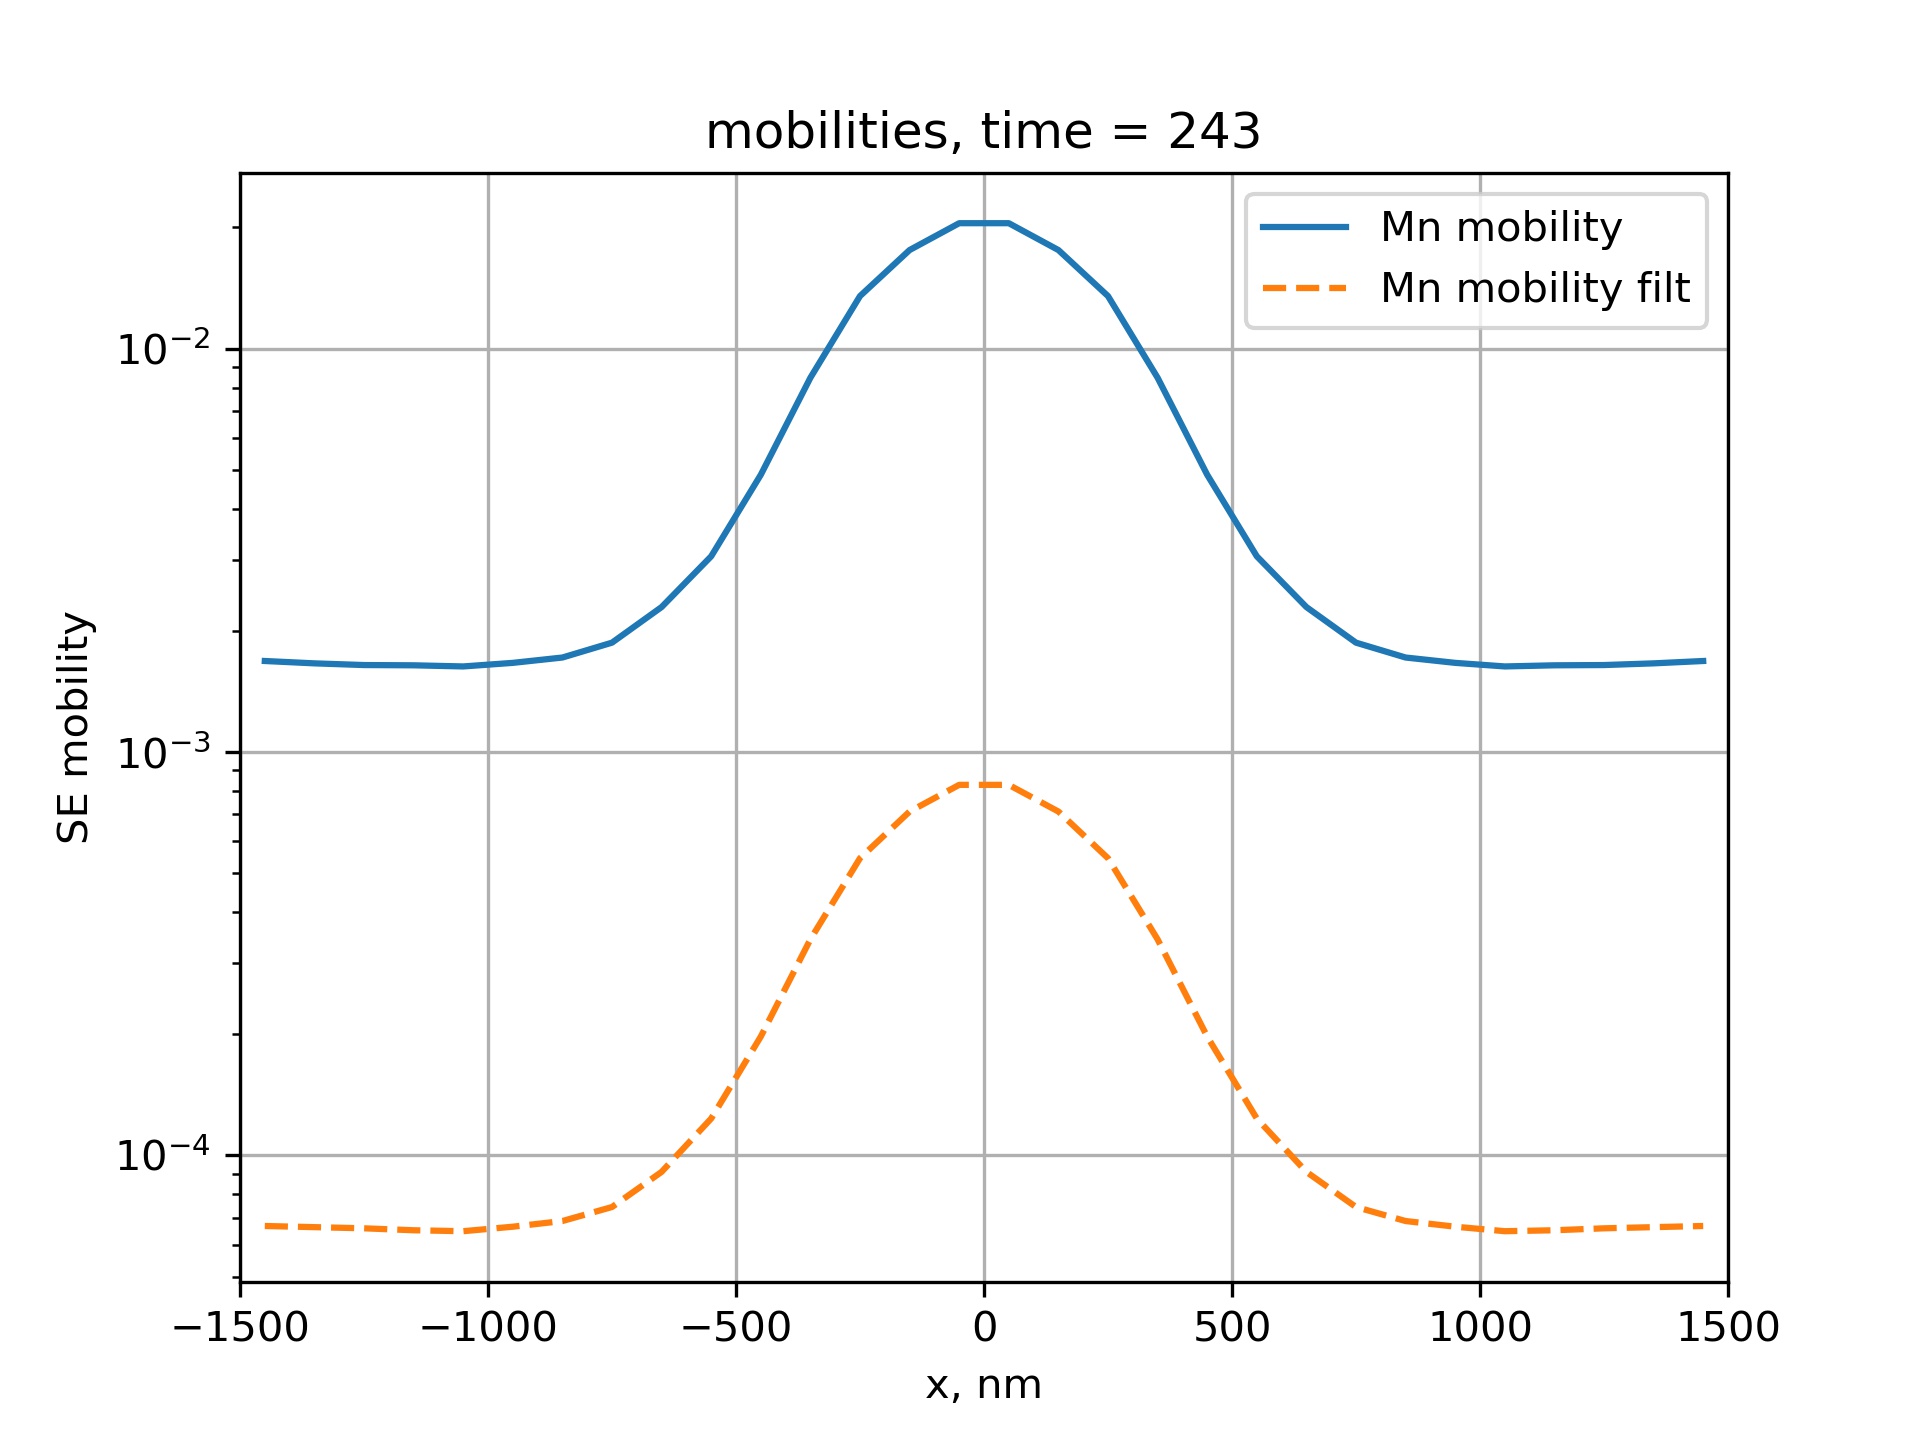 mobilities, time = 243
Mn mobility
Mn mobility filt
SE mobility
10⁻²
10⁻³
10⁻⁴
−1500 −1000 −500 0 500 1000 1500
x, nm